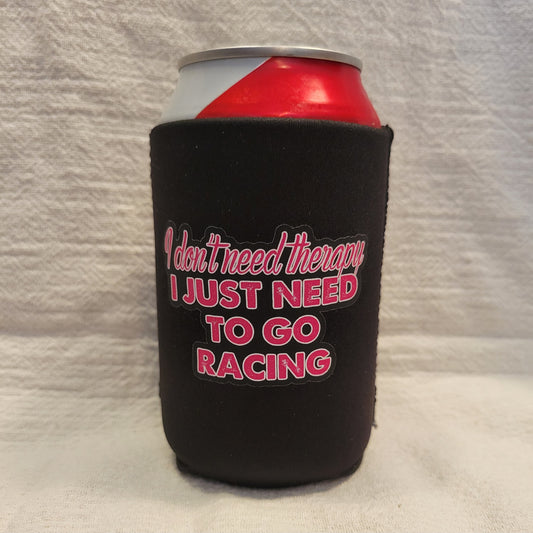 I don't need therapy,
I JUST NEED
TO GO
RACING